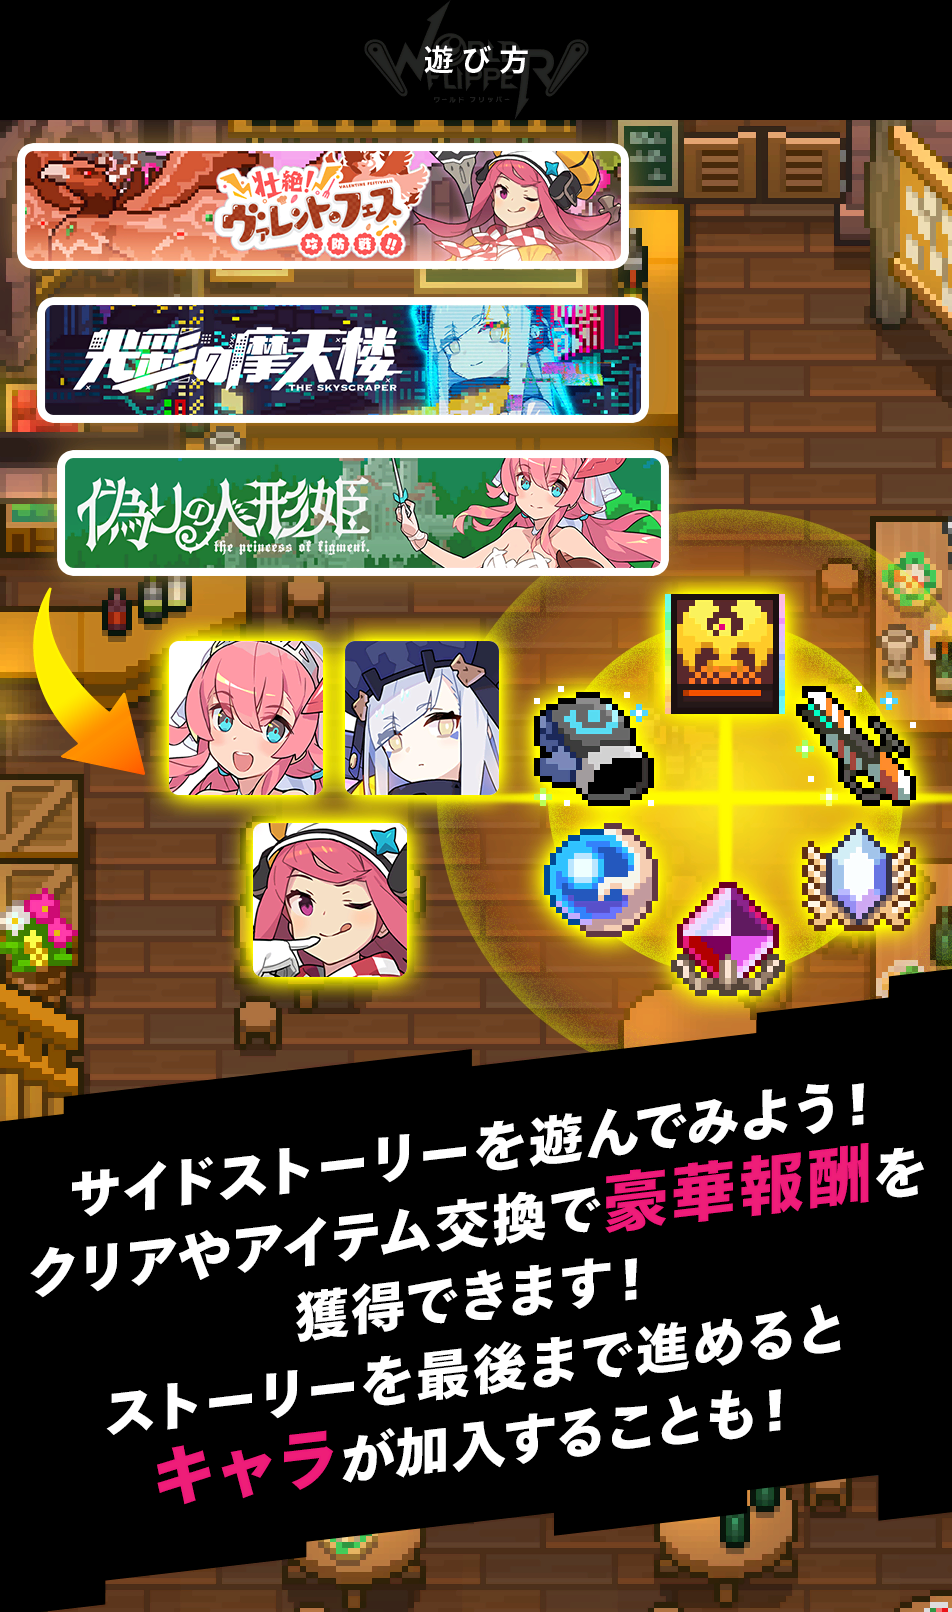 WORLD
遊び方
FLIPPER
ワールド フリッパー
壮絶！
VALENTINE FESTIVAL!!
ヴァレント・フェス
攻防戦!!
光彩の摩天楼
THE SKYSCRAPER
偽りの人形姫
the princess of figment.
サイドストーリーを遊んでみよう！
クリアやアイテム交換で豪華報酬を
獲得できます！
ストーリーを最後まで進めると
キャラが加入することも！